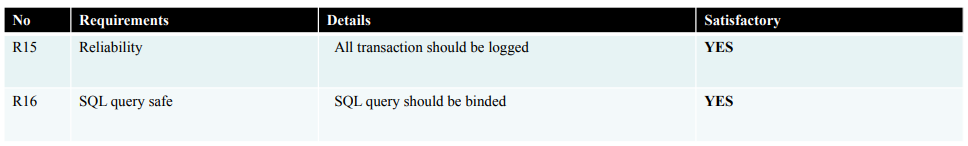 No Requirements Details Satisfactory
R15 Reliability All transaction should be logged YES
R16 SQL query safe SQL query should be binded YES